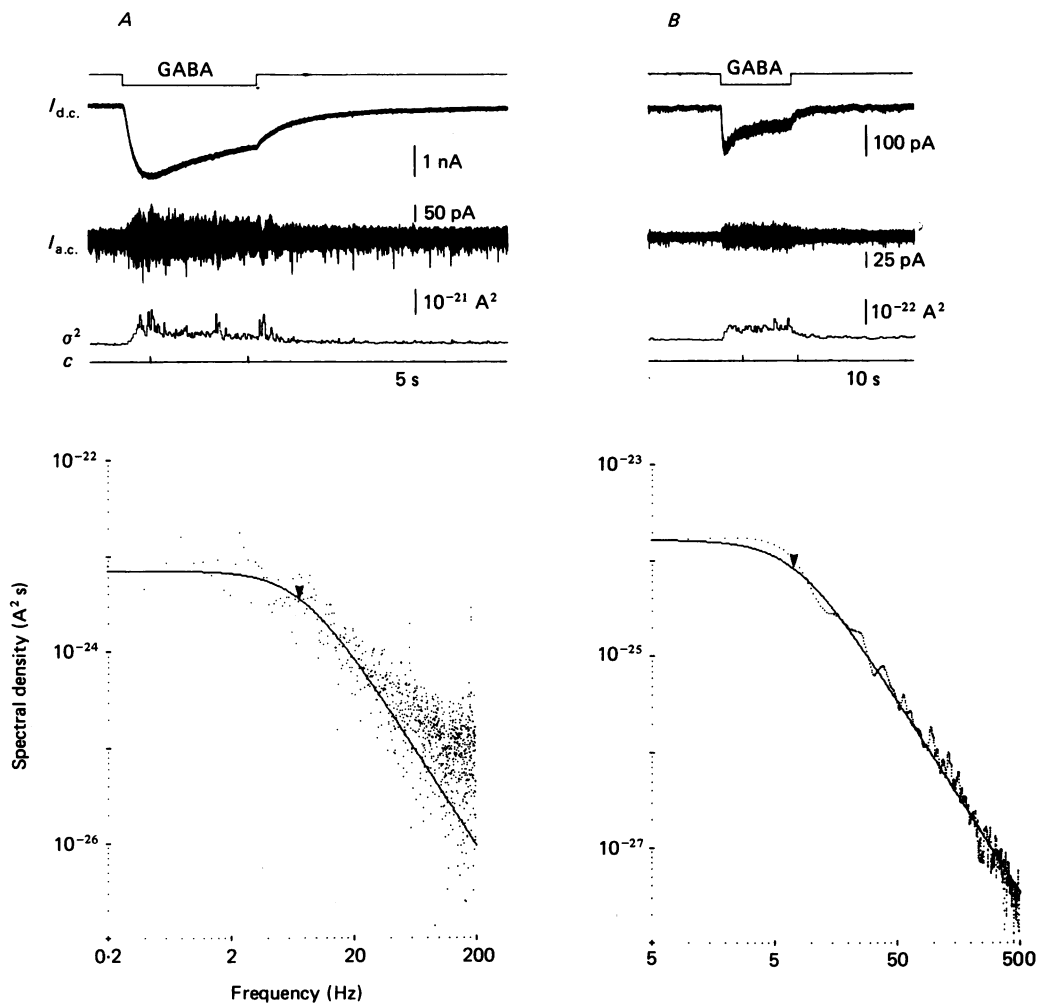 A
GABA
I d.c.
1 nA
50 pA
I a.c.
10⁻²¹ A²
σ²
c
5 s
B
GABA
100 pA
25 pA
10⁻²² A²
10 s
Spectral density (A² s)
10⁻²²
10⁻²⁴
10⁻²⁶
0·2
2
20
200
Frequency (Hz)
10⁻²³
10⁻²⁵
10⁻²⁷
5
5
50
500